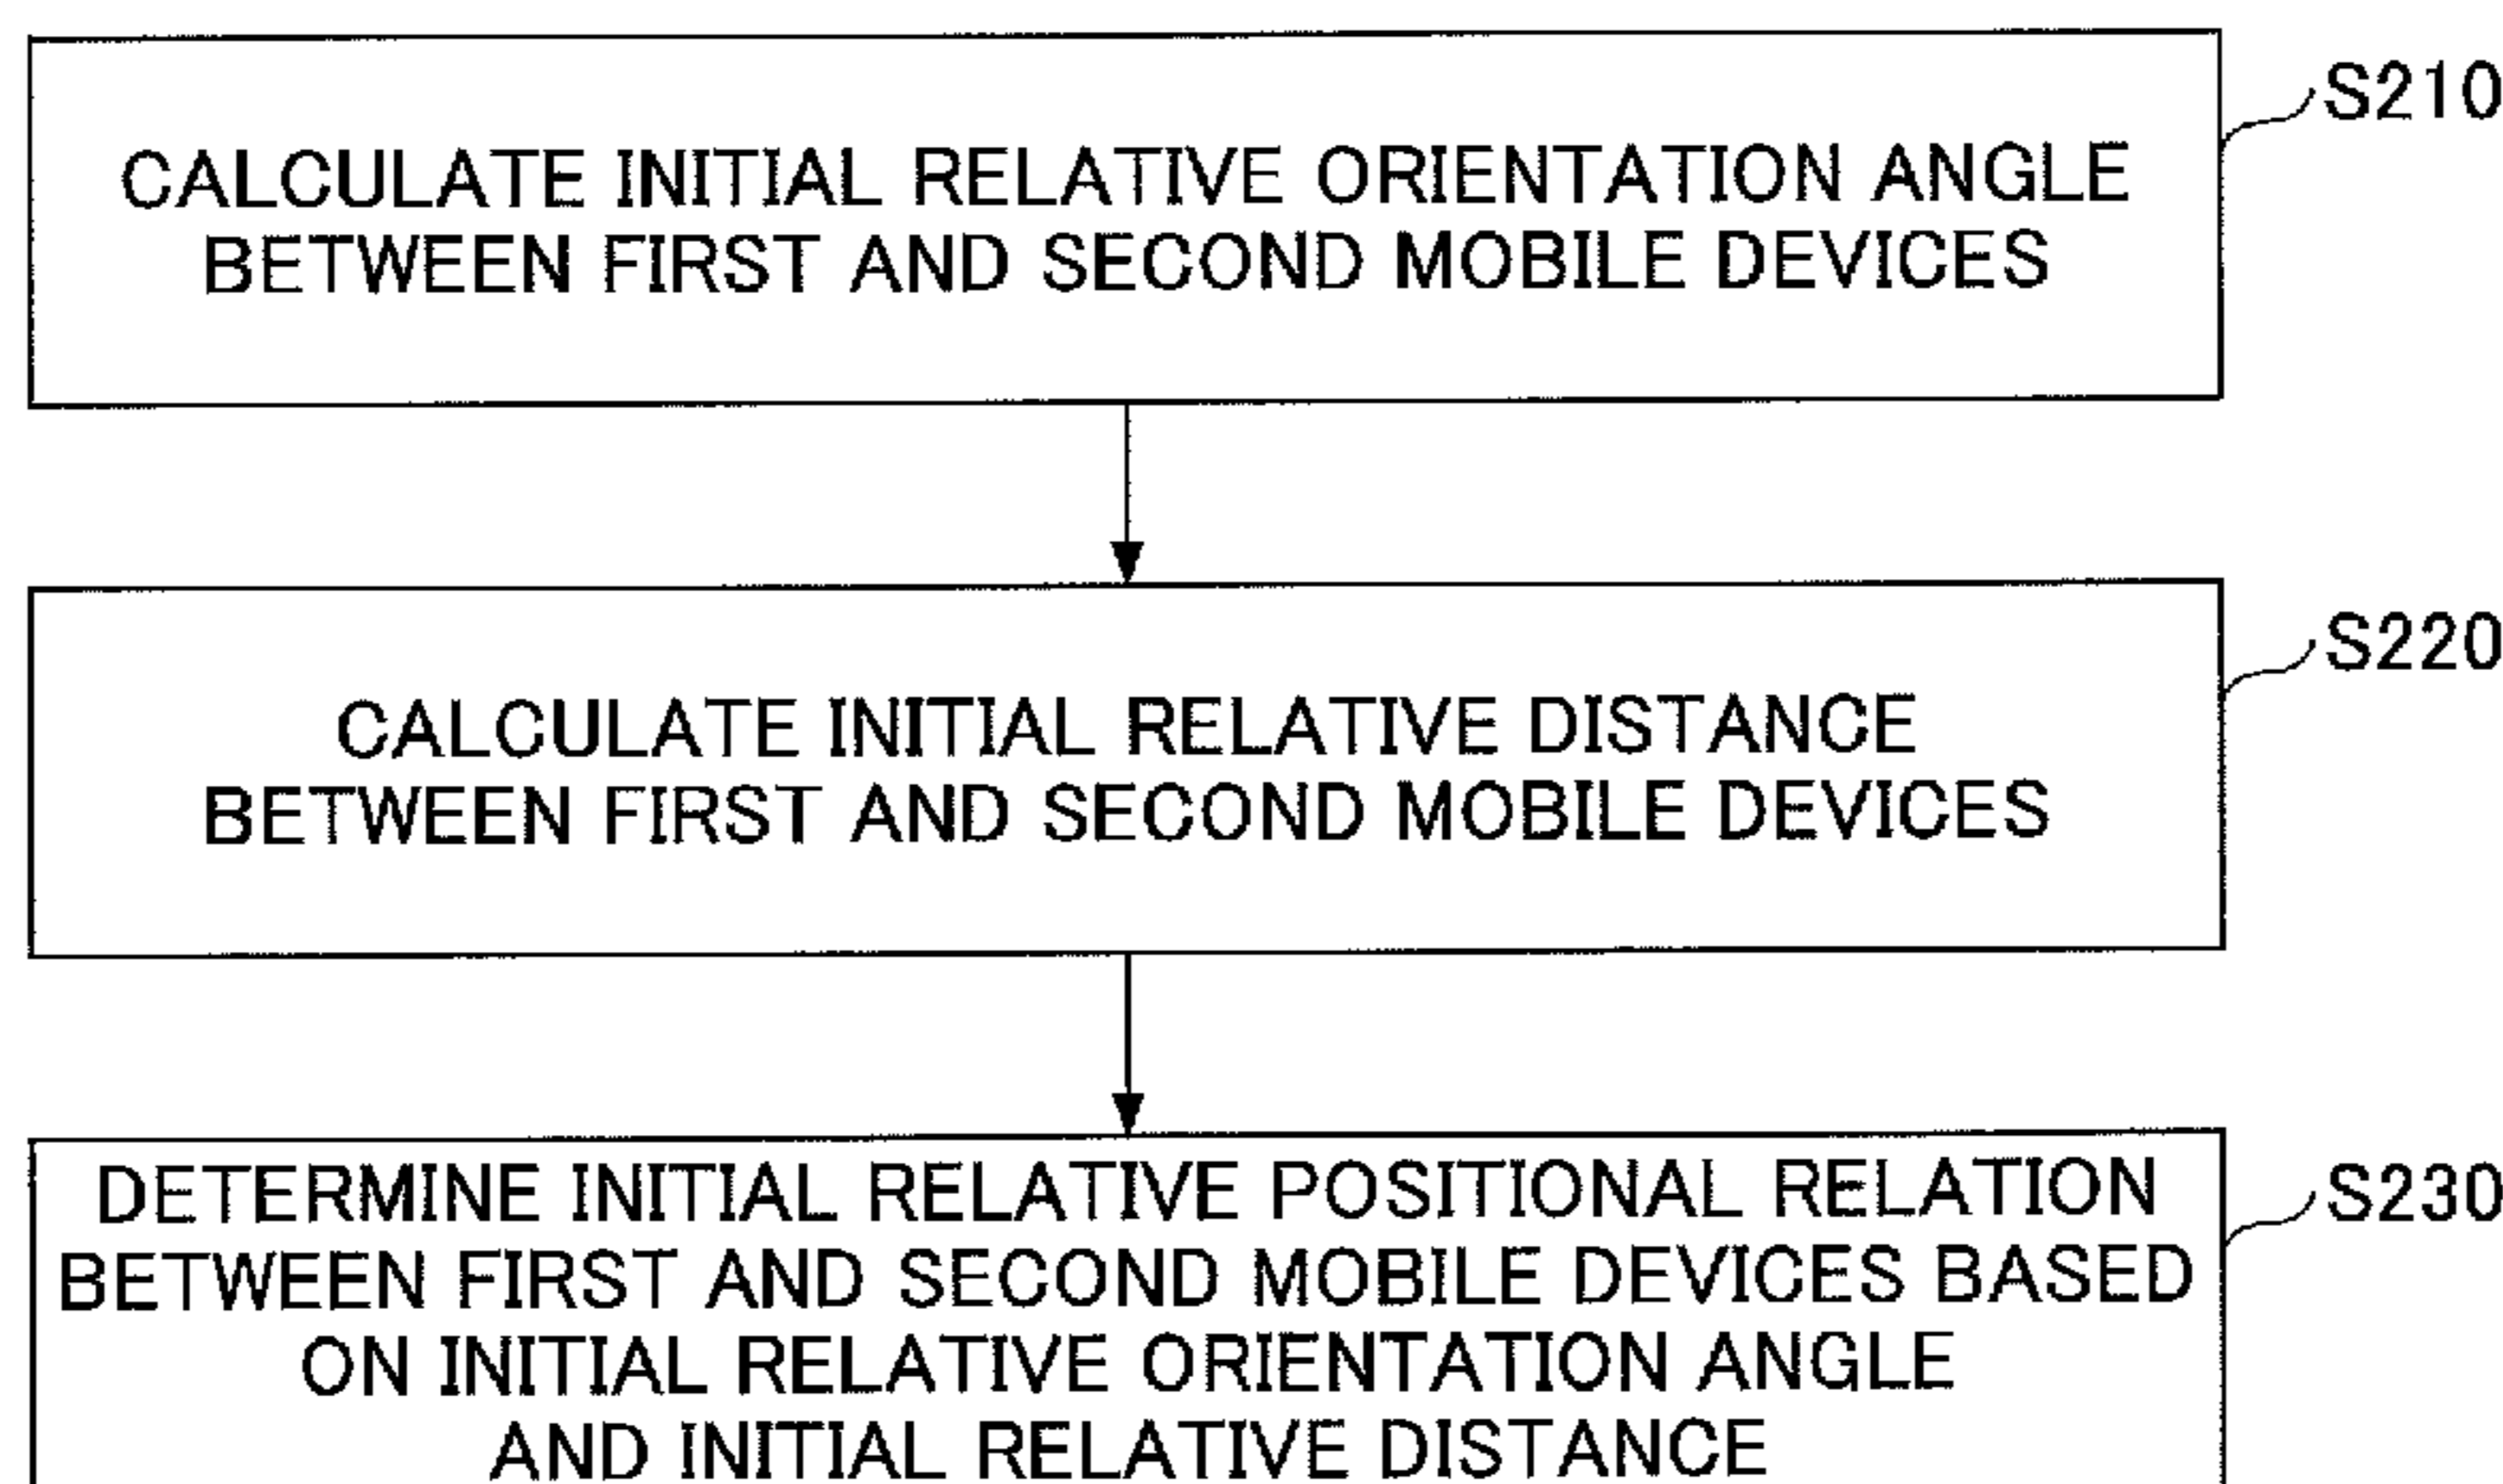 S210
CALCULATE INITIAL RELATIVE ORIENTATION ANGLE
BETWEEN FIRST AND SECOND MOBILE DEVICES
S220
CALCULATE INITIAL RELATIVE DISTANCE
BETWEEN FIRST AND SECOND MOBILE DEVICES
S230
DETERMINE INITIAL RELATIVE POSITIONAL RELATION
BETWEEN FIRST AND SECOND MOBILE DEVICES BASED
ON INITIAL RELATIVE ORIENTATION ANGLE
AND INITIAL RELATIVE DISTANCE